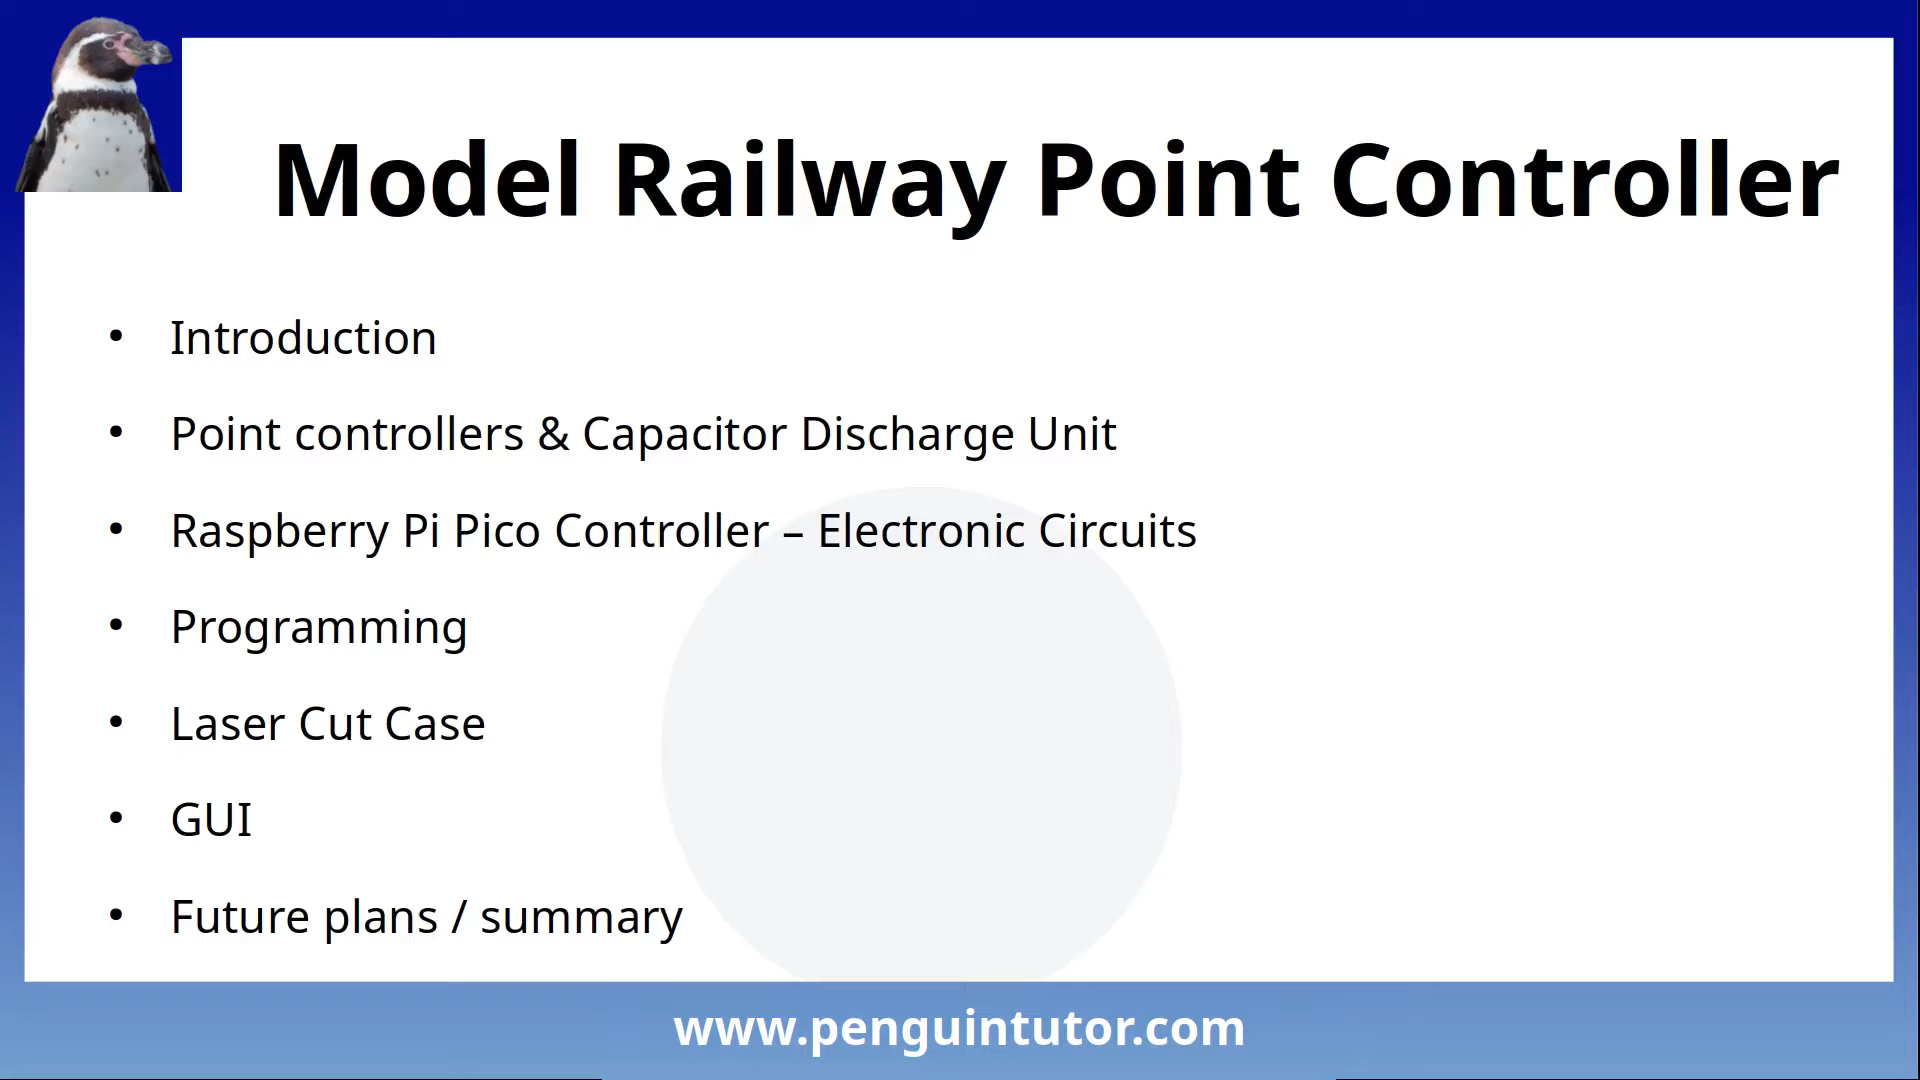 Model Railway Point Controller
• Introduction
• Point controllers & Capacitor Discharge Unit
• Raspberry Pi Pico Controller – Electronic Circuits
• Programming
• Laser Cut Case
• GUI
• Future plans / summary
www.penguintutor.com